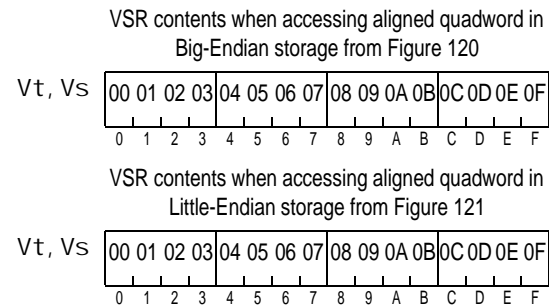 VSR contents when accessing aligned quadword in
Big-Endian storage from Figure 120
Vt, Vs 00 01 02 03 04 05 06 07 08 09 0A 0B 0C 0D 0E 0F
0 1 2 3 4 5 6 7 8 9 A B C D E F
VSR contents when accessing aligned quadword in
Little-Endian storage from Figure 121
Vt, Vs 00 01 02 03 04 05 06 07 08 09 0A 0B 0C 0D 0E 0F
0 1 2 3 4 5 6 7 8 9 A B C D E F